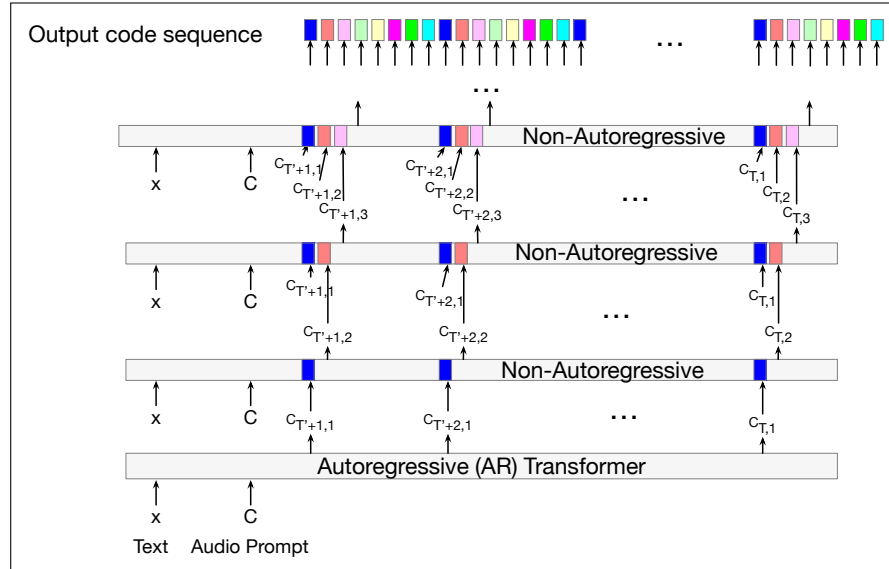 Output code sequence
...
...
Non-Autoregressive
x C C_{T'+1,1} C_{T'+2,1} C_{T,1}
C_{T'+1,2} C_{T'+2,2} C_{T,2}
C_{T'+1,3} C_{T'+2,3} ... C_{T,3}
Non-Autoregressive
x C C_{T'+1,1} C_{T'+2,1} C_{T,1}
...
C_{T'+1,2} C_{T'+2,2} C_{T,2}
Non-Autoregressive
x C C_{T'+1,1} C_{T'+2,1} ... C_{T,1}
Autoregressive (AR) Transformer
x C
Text Audio Prompt